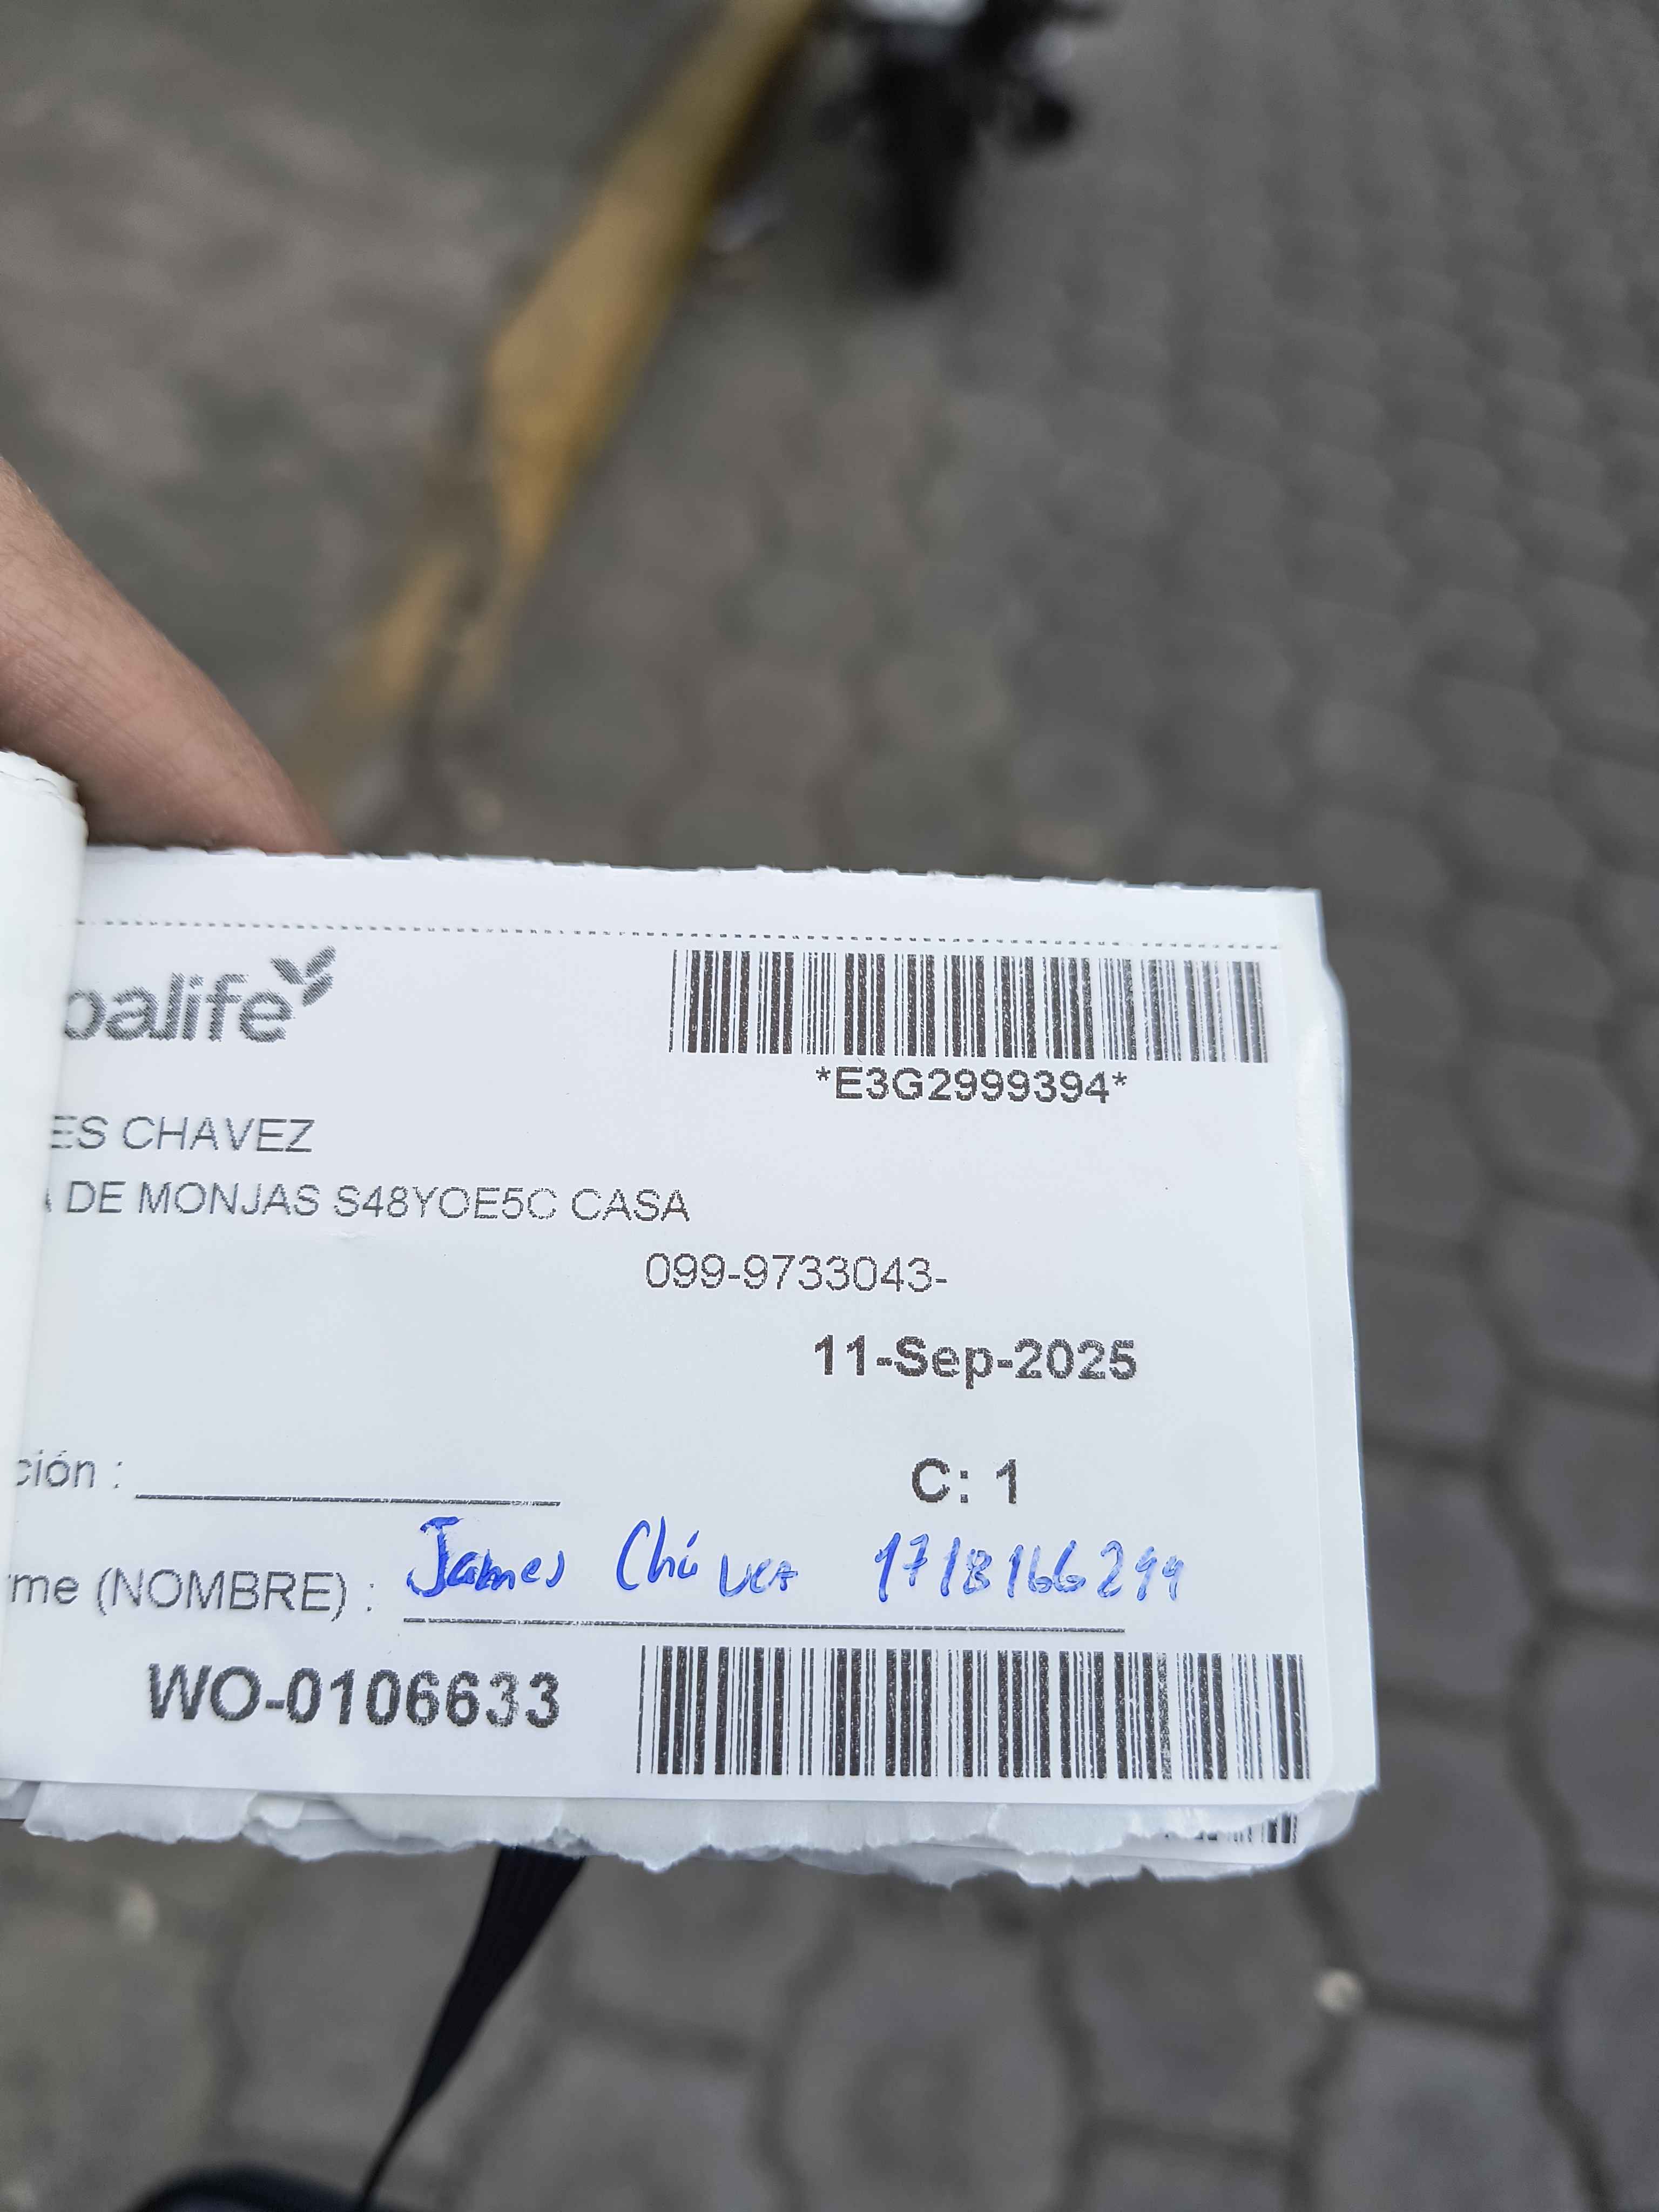 balife
*E3G2999394*
ES CHAVEZ
DE MONJAS S48YOE5C CASA
099-9733043-
11-Sep-2025
ción :
C: 1
rme (NOMBRE) : James Chávez 1718166299
WO-0106633